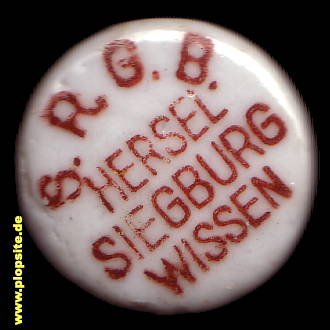 S.R.G.B.
HERSEL
SIEGBURG
WISSEN
www.plopsite.de